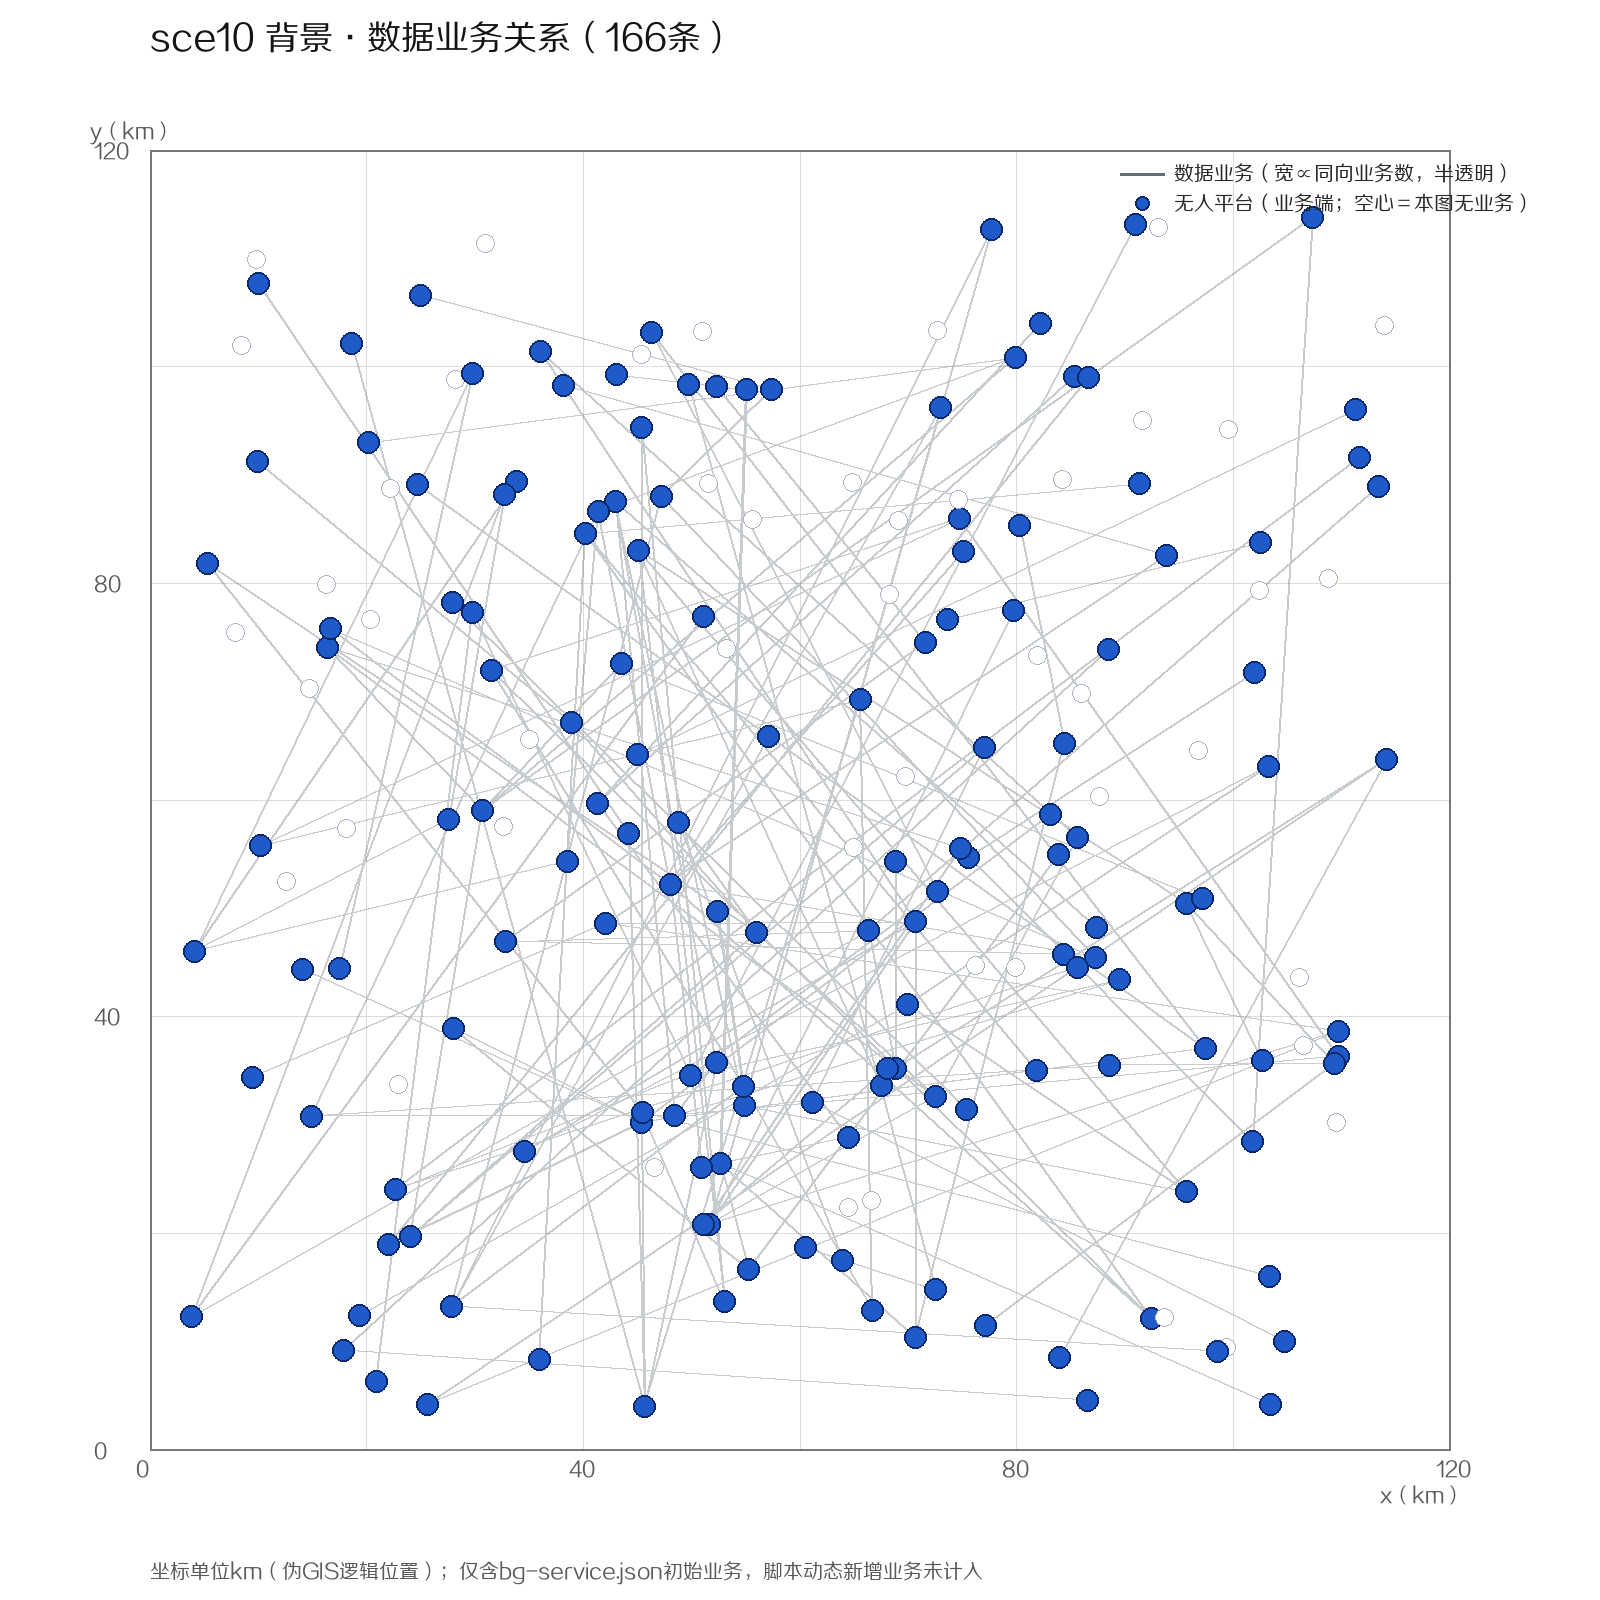 sce10 背景・数据业务关系（166条）
y（km）
120
数据业务（宽∝同向业务数，半透明）
无人平台（业务端；空心＝本图无业务）
80
40
0
0 40 80 120
x（km）
坐标单位km（伪GIS逻辑位置）；仅含bg-service.json初始业务，脚本动态新增业务未计入